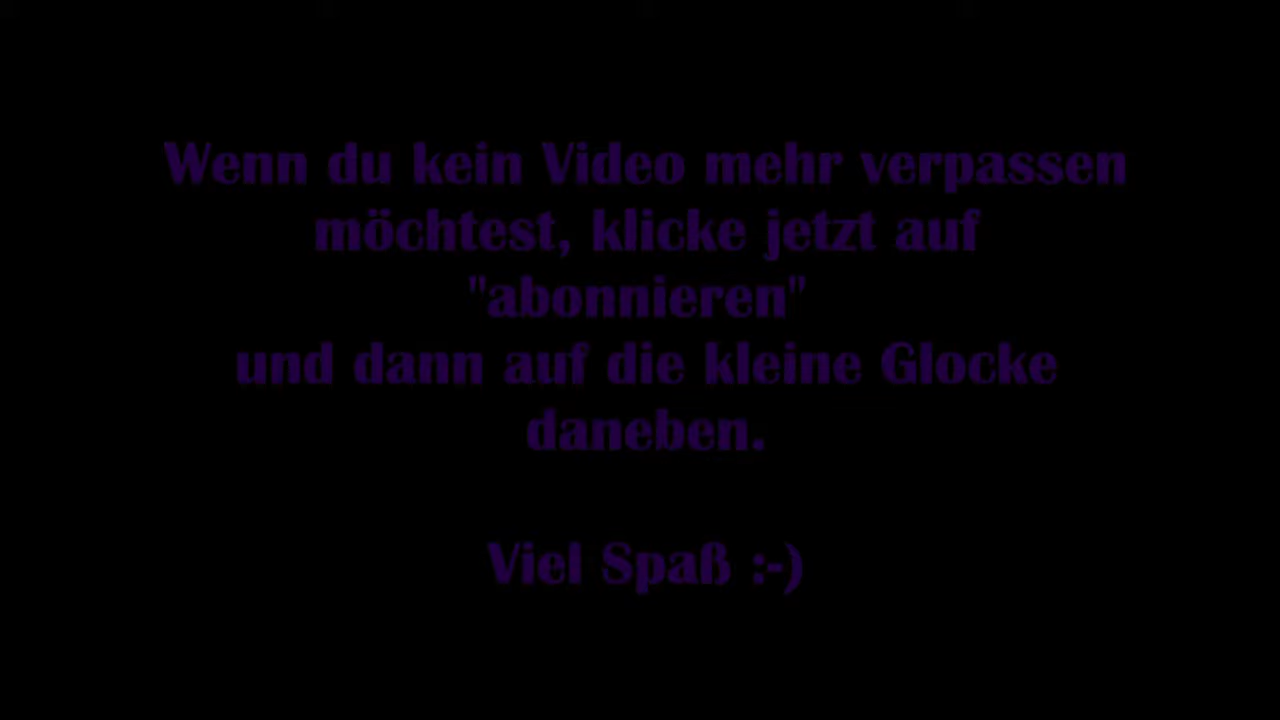 Wenn du kein Video mehr verpassen
möchtest, klicke jetzt auf
"abonnieren"
und dann auf die kleine Glocke
daneben.
Viel Spaß :-)